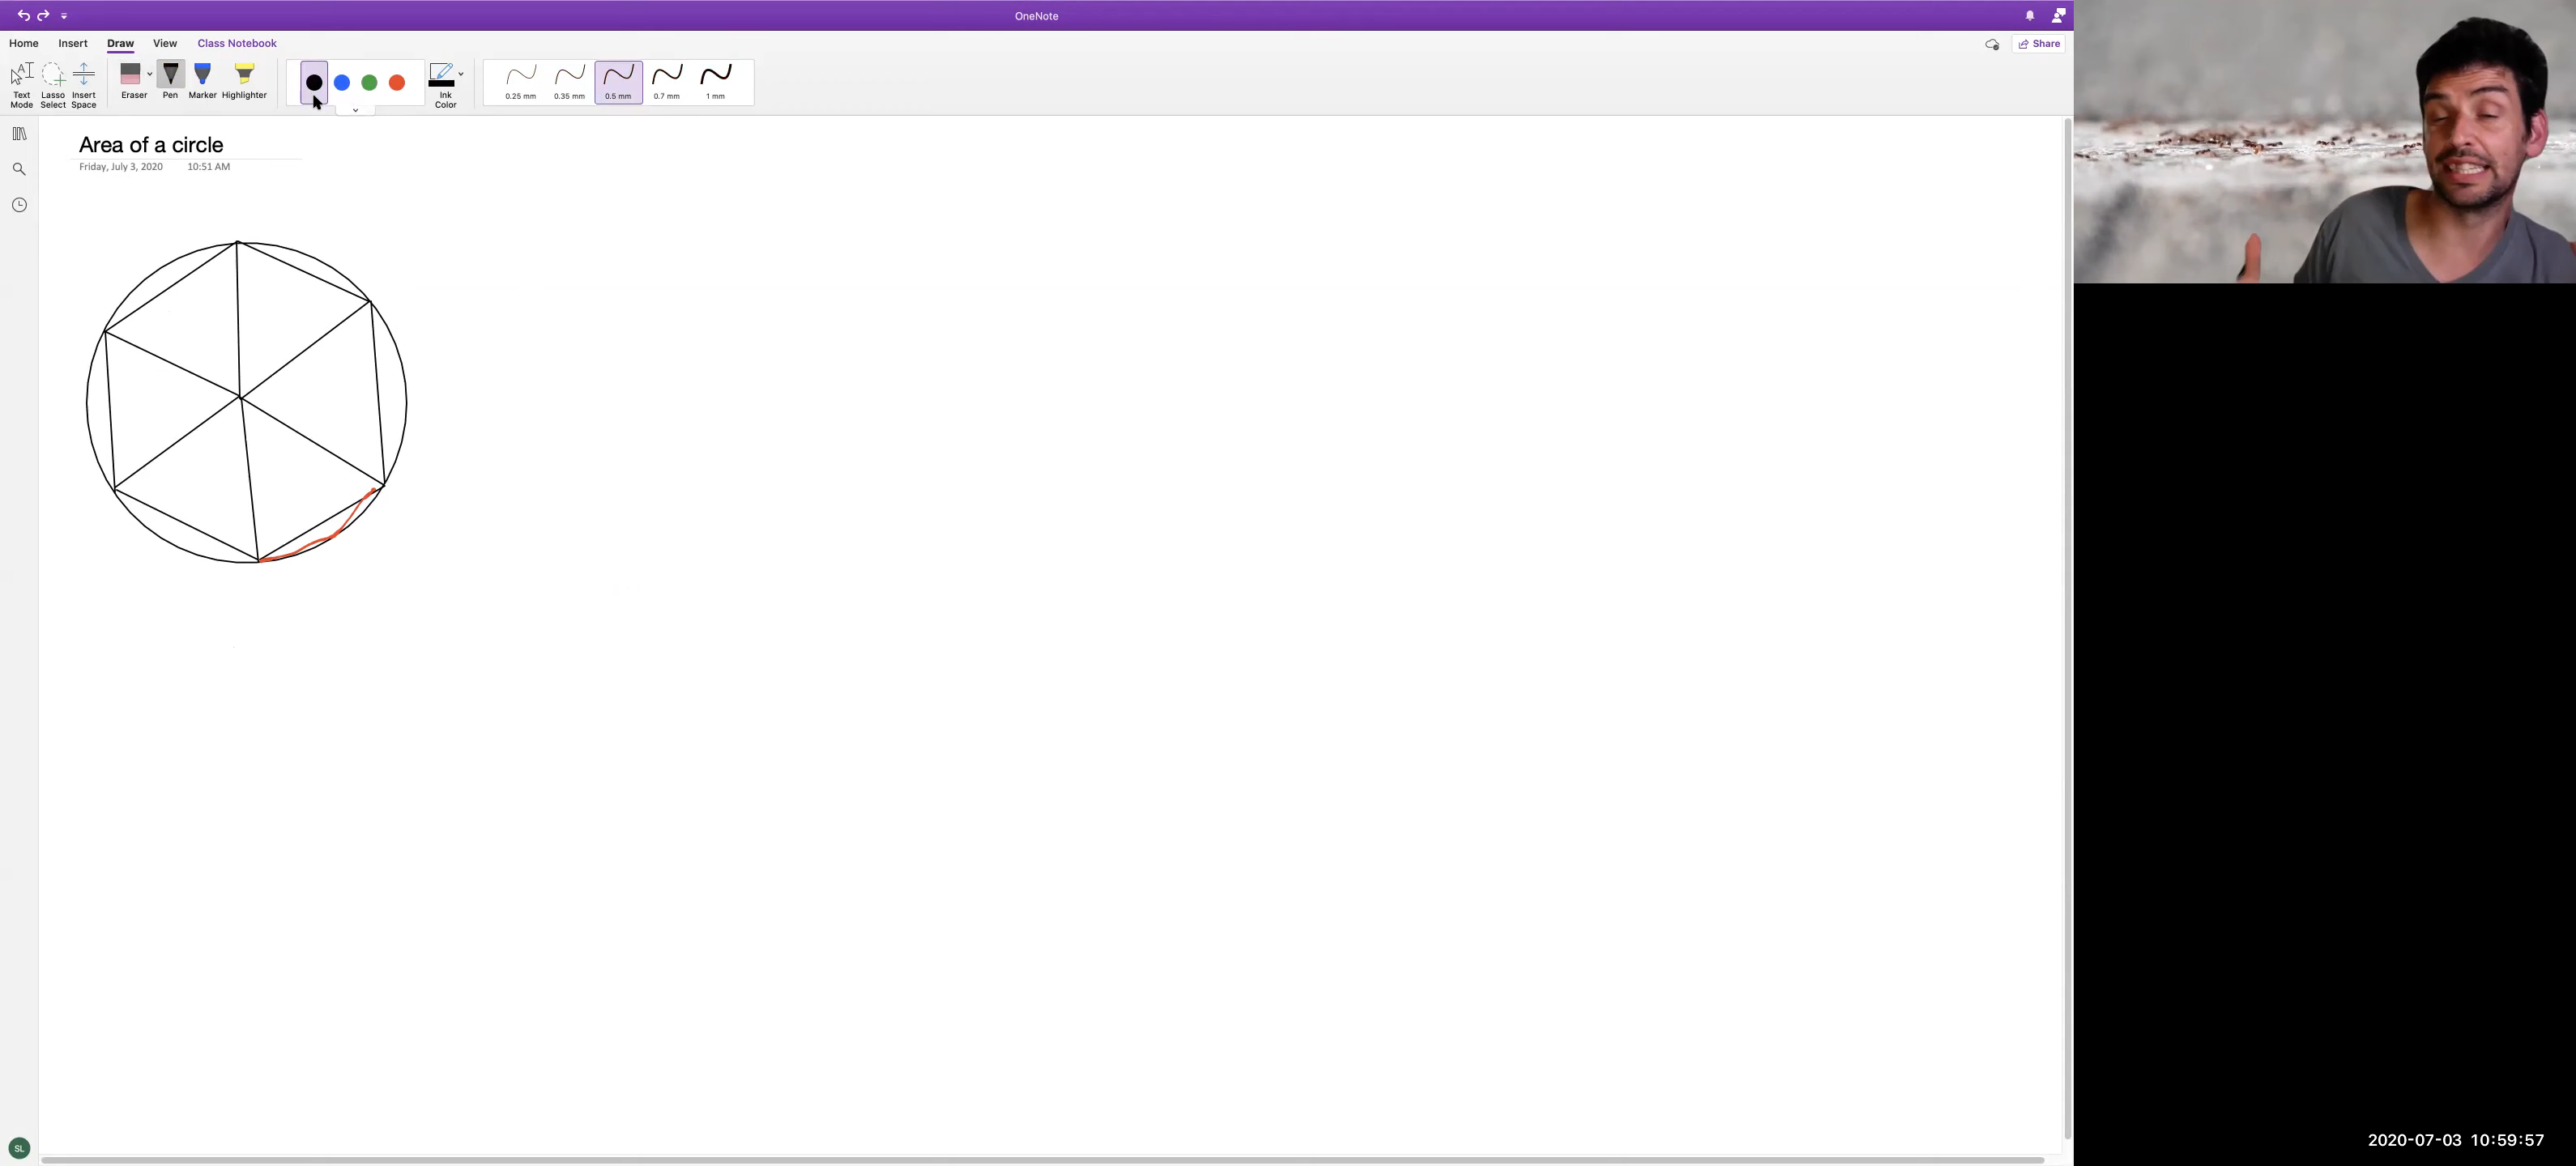 OneNote
Home Insert Draw View Class Notebook
Share
Text Mode
Lasso Select
Insert Space
Eraser
Pen
Marker
Highlighter
Ink Color
0.25 mm 0.35 mm 0.5 mm 0.7 mm 1 mm
Area of a circle
Friday, July 3, 2020 10:51 AM
SL
2020-07-03 10:59:57